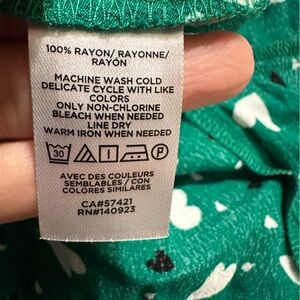 100% RAYON/ RAYONNE/
RAYÓN
MACHINE WASH COLD
DELICATE CYCLE WITH LIKE
COLORS
ONLY NON-CHLORINE
BLEACH WHEN NEEDED
LINE DRY
WARM IRON WHEN NEEDED
30 P
AVEC DES COULEURS
SEMBLABLES / CON
COLORES SIMILARES
CA#57421
RN#140923